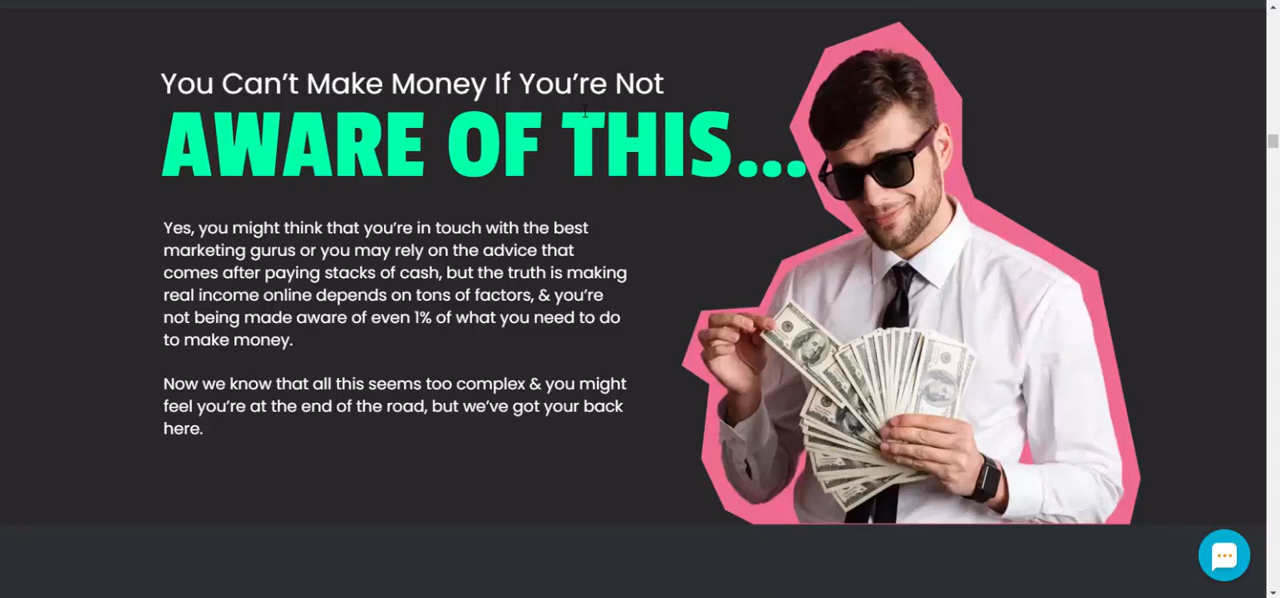 You Can't Make Money If You're Not
AWARE OF THIS...
Yes, you might think that you're in touch with the best
marketing gurus or you may rely on the advice that
comes after paying stacks of cash, but the truth is making
real income online depends on tons of factors, & you're
not being made aware of even 1% of what you need to do
to make money.
Now we know that all this seems too complex & you might
feel you're at the end of the road, but we've got your back
here.